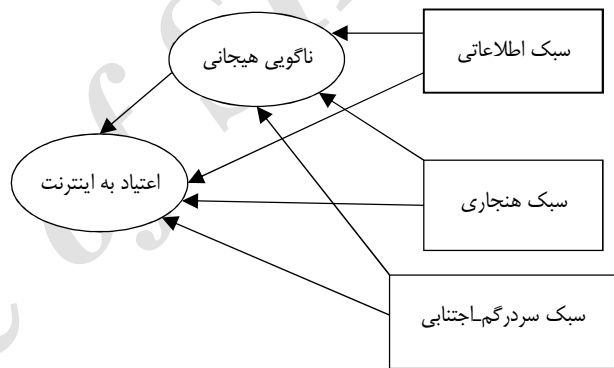 سبک اطلاعاتی
ناگویی هیجانی
اعتیاد به اینترنت
سبک هنجاری
سبک سردرگم-اجتنابی